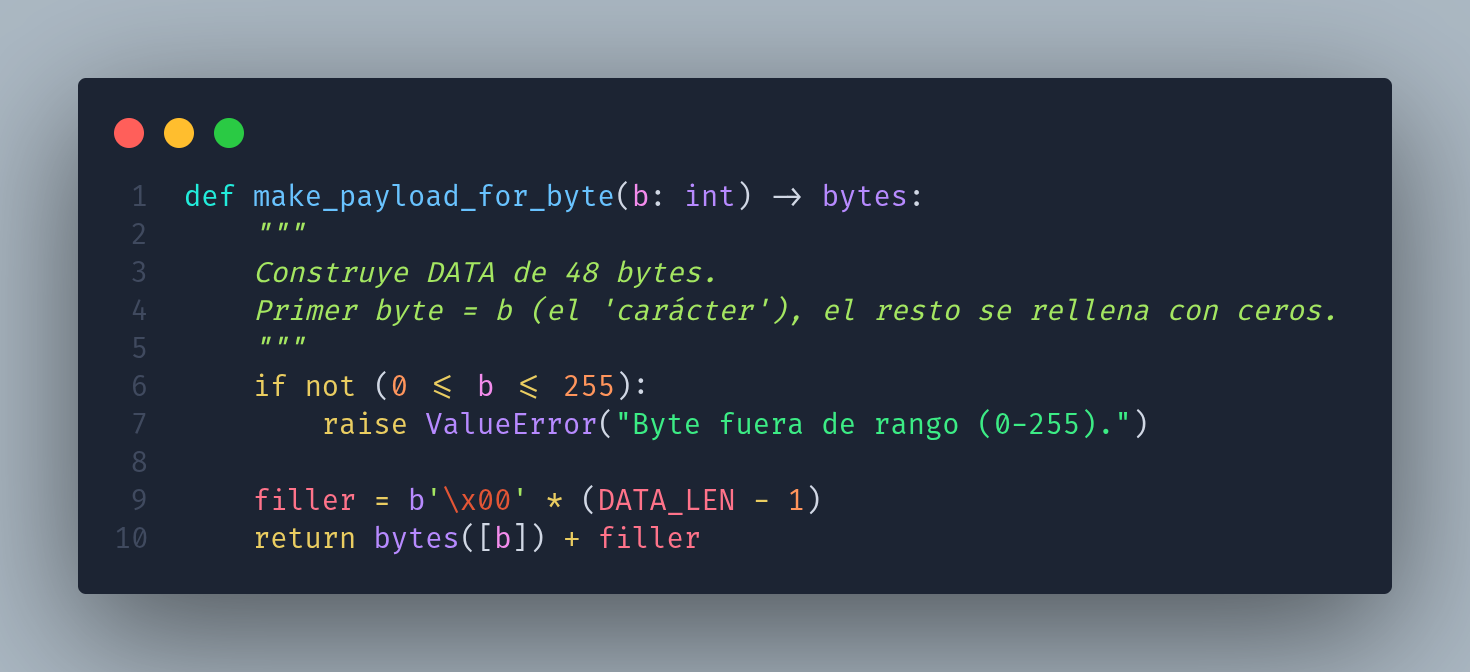 1 def make_payload_for_byte(b: int) -> bytes:
2     """
3     Construye DATA de 48 bytes.
4     Primer byte = b (el 'carácter'), el resto se rellena con ceros.
5     """
6     if not (0 <= b <= 255):
7         raise ValueError("Byte fuera de rango (0-255).")
8
9     filler = b'\x00' * (DATA_LEN - 1)
10     return bytes([b]) + filler